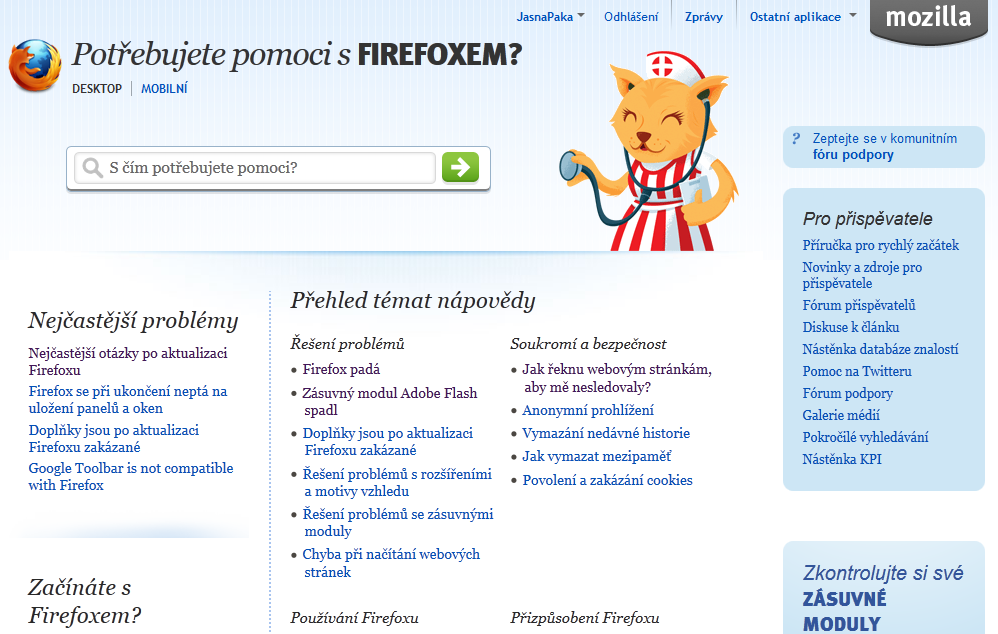 JasnaPaka Odhlášení Zprávy Ostatní aplikace
mozilla
Potřebujete pomoci s FIREFOXEM?
DESKTOP MOBILNÍ
S čím potřebujete pomoci?
? Zeptejte se v komunitním
fóru podpory
Pro přispěvatele
Příručka pro rychlý začátek
Novinky a zdroje pro
přispěvatele
Fórum přispěvatelů
Diskuse k článku
Nástěnka databáze znalostí
Pomoc na Twitteru
Fórum podpory
Galerie médií
Pokročilé vyhledávání
Nástěnka KPI
Zkontrolujte si své
ZÁSUVNÉ
MODULY
Nejčastější problémy
Nejčastější otázky po aktualizaci
Firefoxu
Firefox se při ukončení neptá na
uložení panelů a oken
Doplňky jsou po aktualizaci
Firefoxu zakázané
Google Toolbar is not compatible
with Firefox
Začínáte s
Firefoxem?
Přehled témat nápovědy
Řešení problémů
Firefox padá
Zásuvný modul Adobe Flash
spadl
Doplňky jsou po aktualizaci
Firefoxu zakázané
Řešení problémů s rozšířeními
a motivy vzhledu
Řešení problémů se zásuvnými
moduly
Chyba při načítání webových
stránek
Soukromí a bezpečnost
Jak řeknu webovým stránkám,
aby mě nesledovaly?
Anonymní prohlížení
Vymazání nedávné historie
Jak vymazat mezipaměť
Povolení a zakázání cookies
Používání Firefoxu
Přizpůsobení Firefoxu